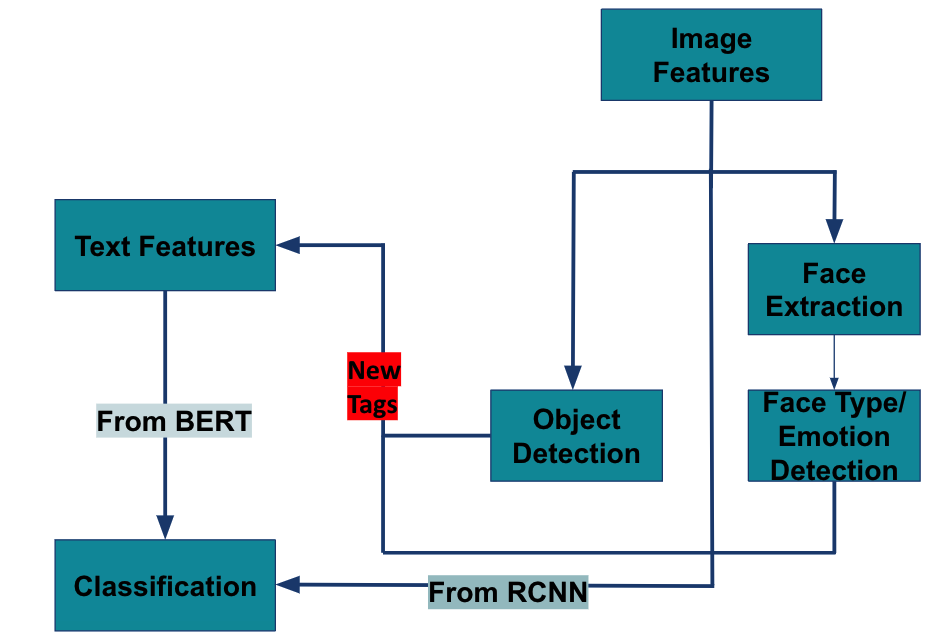 Image
Features
Text Features
Face
Extraction
New
Tags
Object
Detection
Face Type/
Emotion
Detection
From BERT
Classification
From RCNN